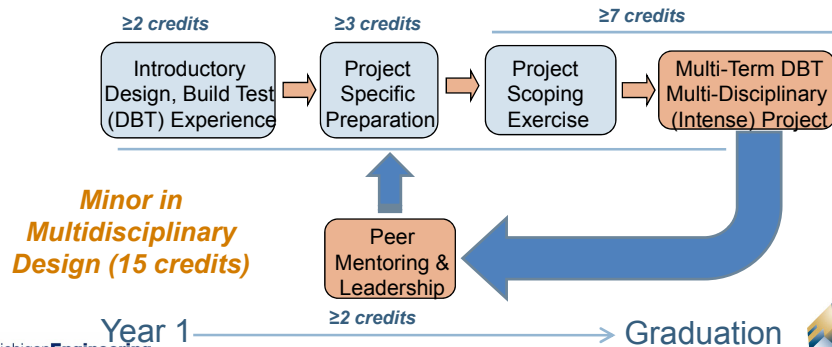 ≥2 credits
≥3 credits
≥7 credits
Introductory
Design, Build Test
(DBT) Experience
Project
Specific
Preparation
Project
Scoping
Exercise
Multi-Term DBT
Multi-Disciplinary
(Intense) Project
Minor in
Multidisciplinary
Design (15 credits)
Peer
Mentoring &
Leadership
≥2 credits
Year 1
Graduation